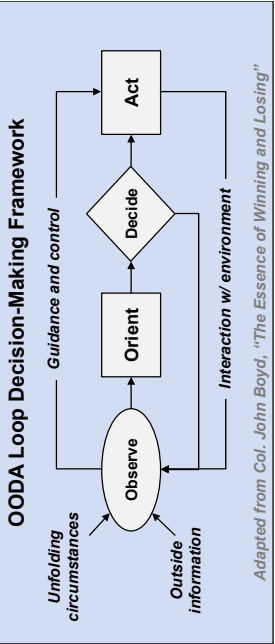 OODA Loop Decision-Making Framework
Guidance and control
Unfolding
circumstances
Observe
Orient
Decide
Act
Outside
information
Interaction w/ environment
Adapted from Col. John Boyd, “The Essence of Winning and Losing”